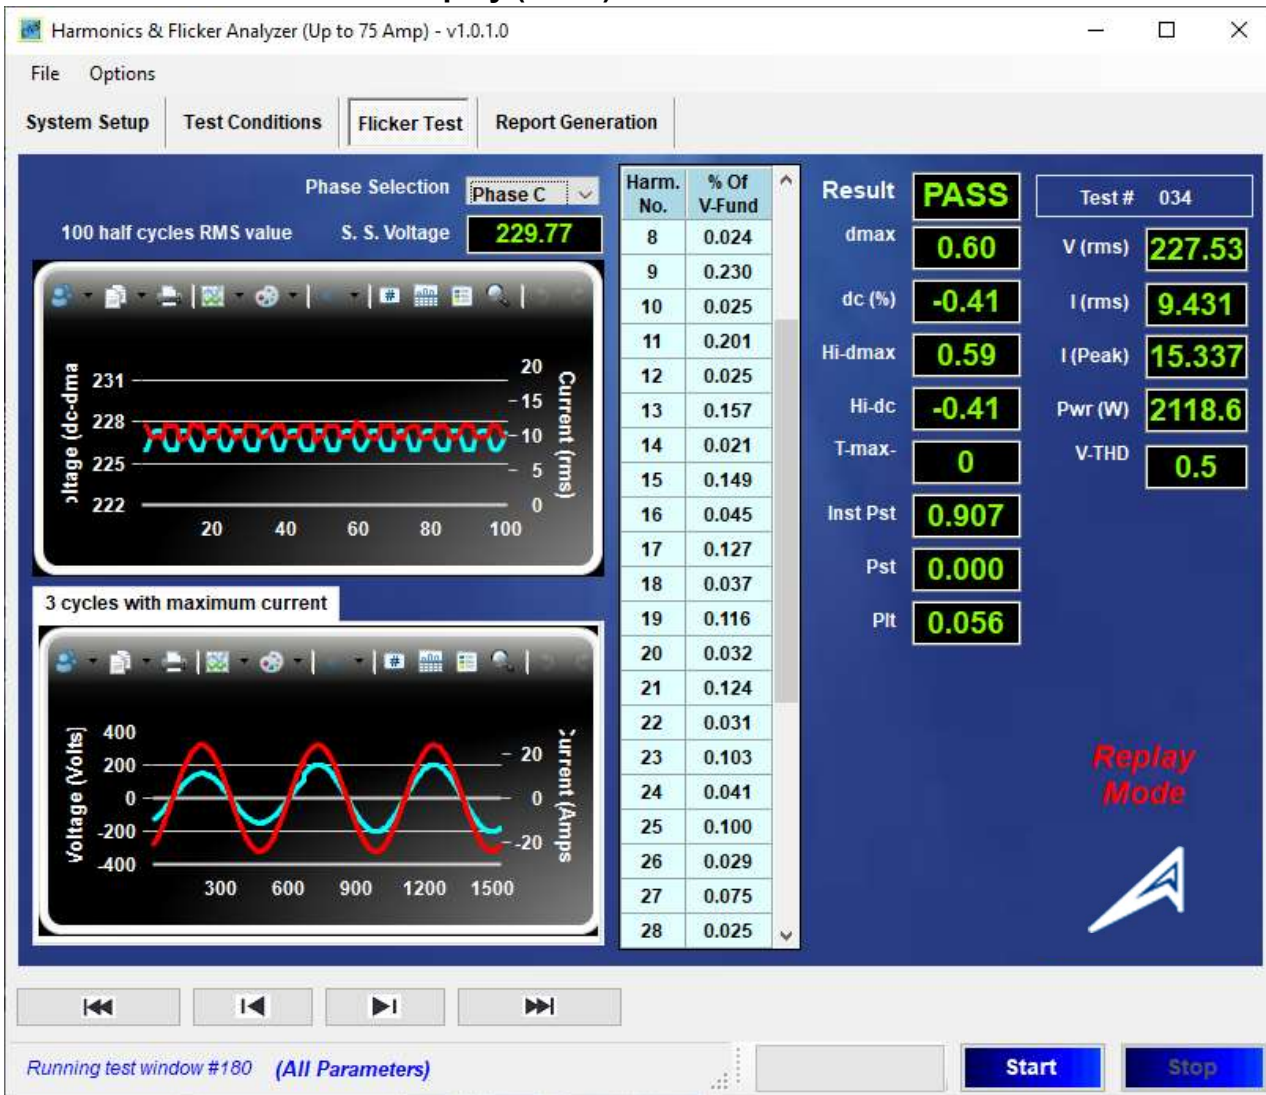 Harmonics & Flicker Analyzer (Up to 75 Amp) - v1.0.1.0
File Options
System Setup Test Conditions Flicker Test Report Generation
Phase Selection Phase C
100 half cycles RMS value S. S. Voltage 229.77
231
228
225
222
20
15
10
5
0
Current (rms)
20 40 60 80 100
3 cycles with maximum current
Voltage (Volts)
400
200
0
-200
-400
20
0
-20
300 600 900 1200 1500
Harm. No. % Of V-Fund
8 0.024
9 0.230
10 0.025
11 0.201
12 0.025
13 0.157
14 0.021
15 0.149
16 0.045
17 0.127
18 0.037
19 0.116
20 0.032
21 0.124
22 0.031
23 0.103
24 0.041
25 0.100
26 0.029
27 0.075
28 0.025
Result PASS
dmax 0.60
dc (%) -0.41
Hi-dmax 0.59
Hi-dc -0.41
T-max- 0
Inst Pst 0.907
Pst 0.000
Plt 0.056
Test # 034
V (rms) 227.53
I (rms) 9.431
I (Peak) 15.337
Pwr (W) 2118.6
V-THD 0.5
Replay
Mode
Running test window #180 (All Parameters)
Start Stop